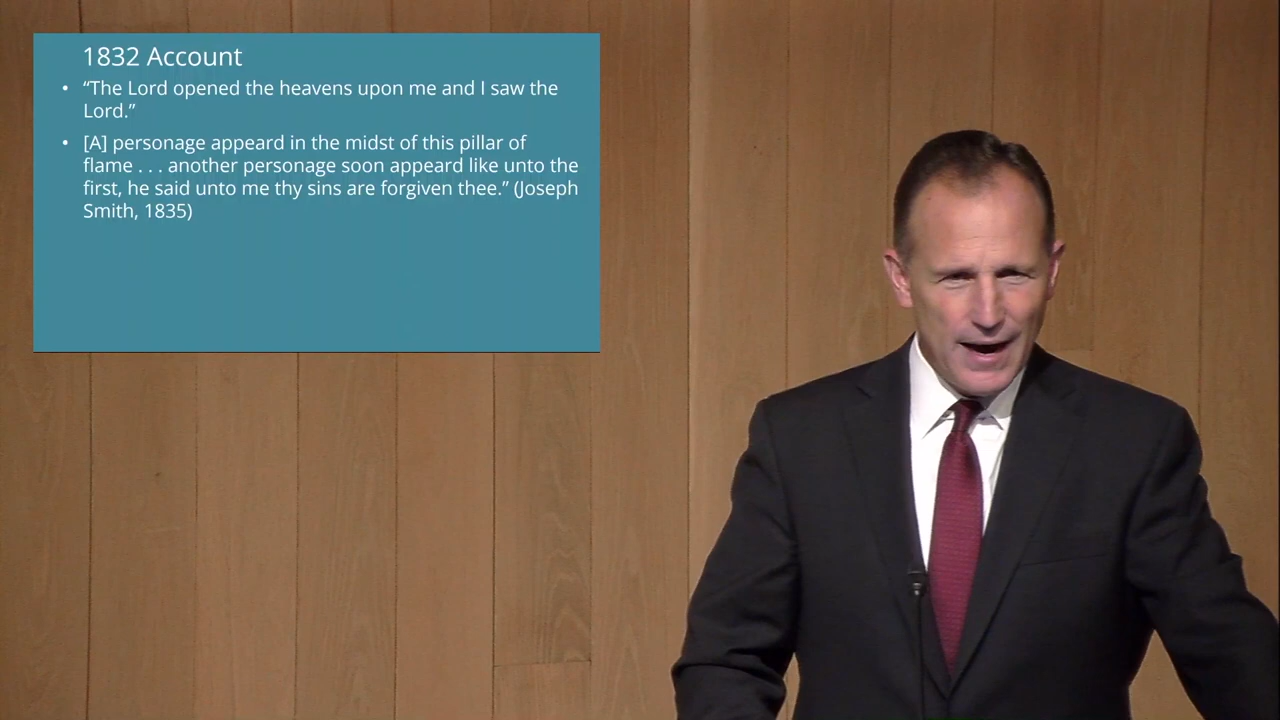 1832 Account
• “The Lord opened the heavens upon me and I saw the
Lord.”
• [A] personage appeard in the midst of this pillar of
flame . . . another personage soon appeard like unto the
first, he said unto me thy sins are forgiven thee.” (Joseph
Smith, 1835)